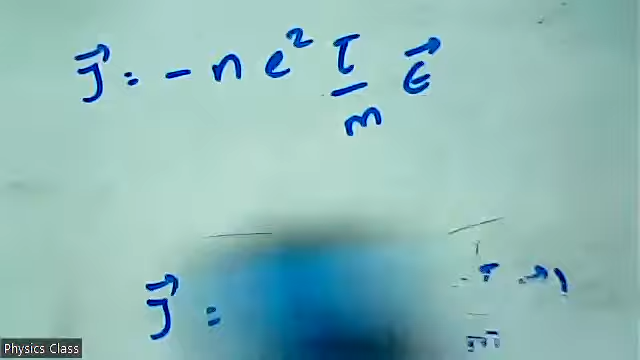 J⃗ = - n e² τ/m E⃗
J⃗ =
Physics Class